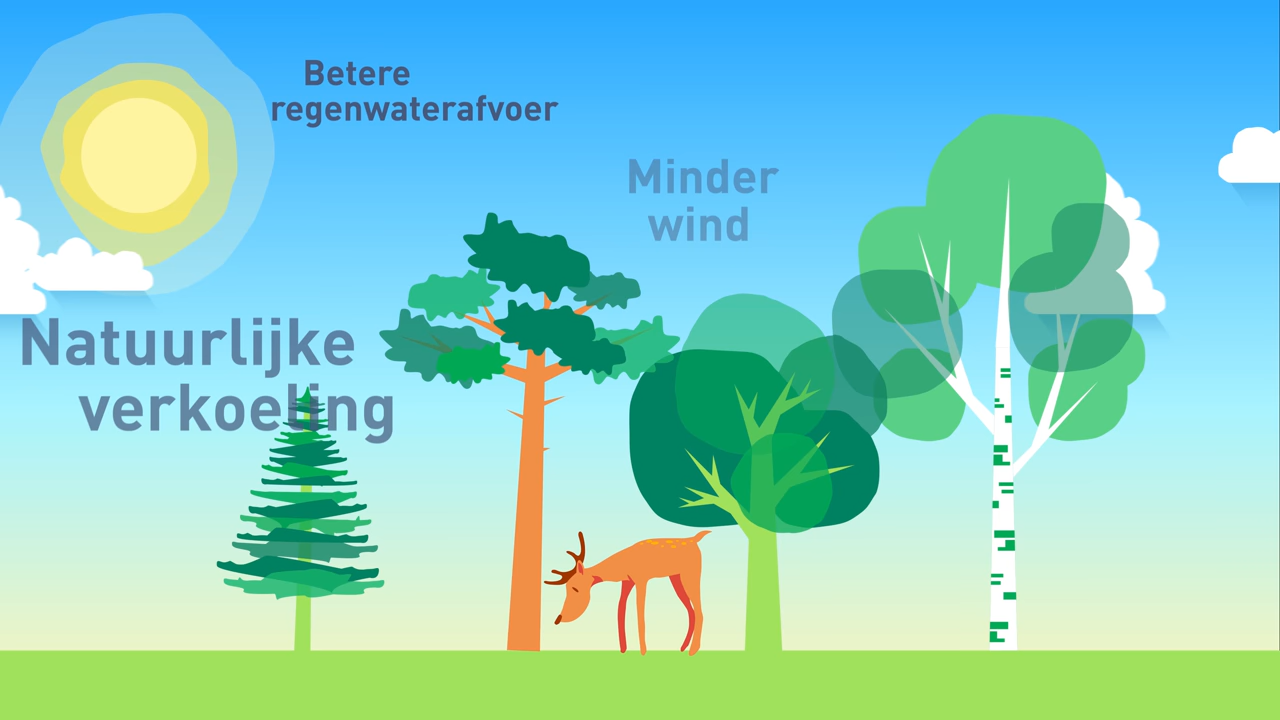 Betere
regenwaterafvoer
Minder
wind
Natuurlijke
verkoeling